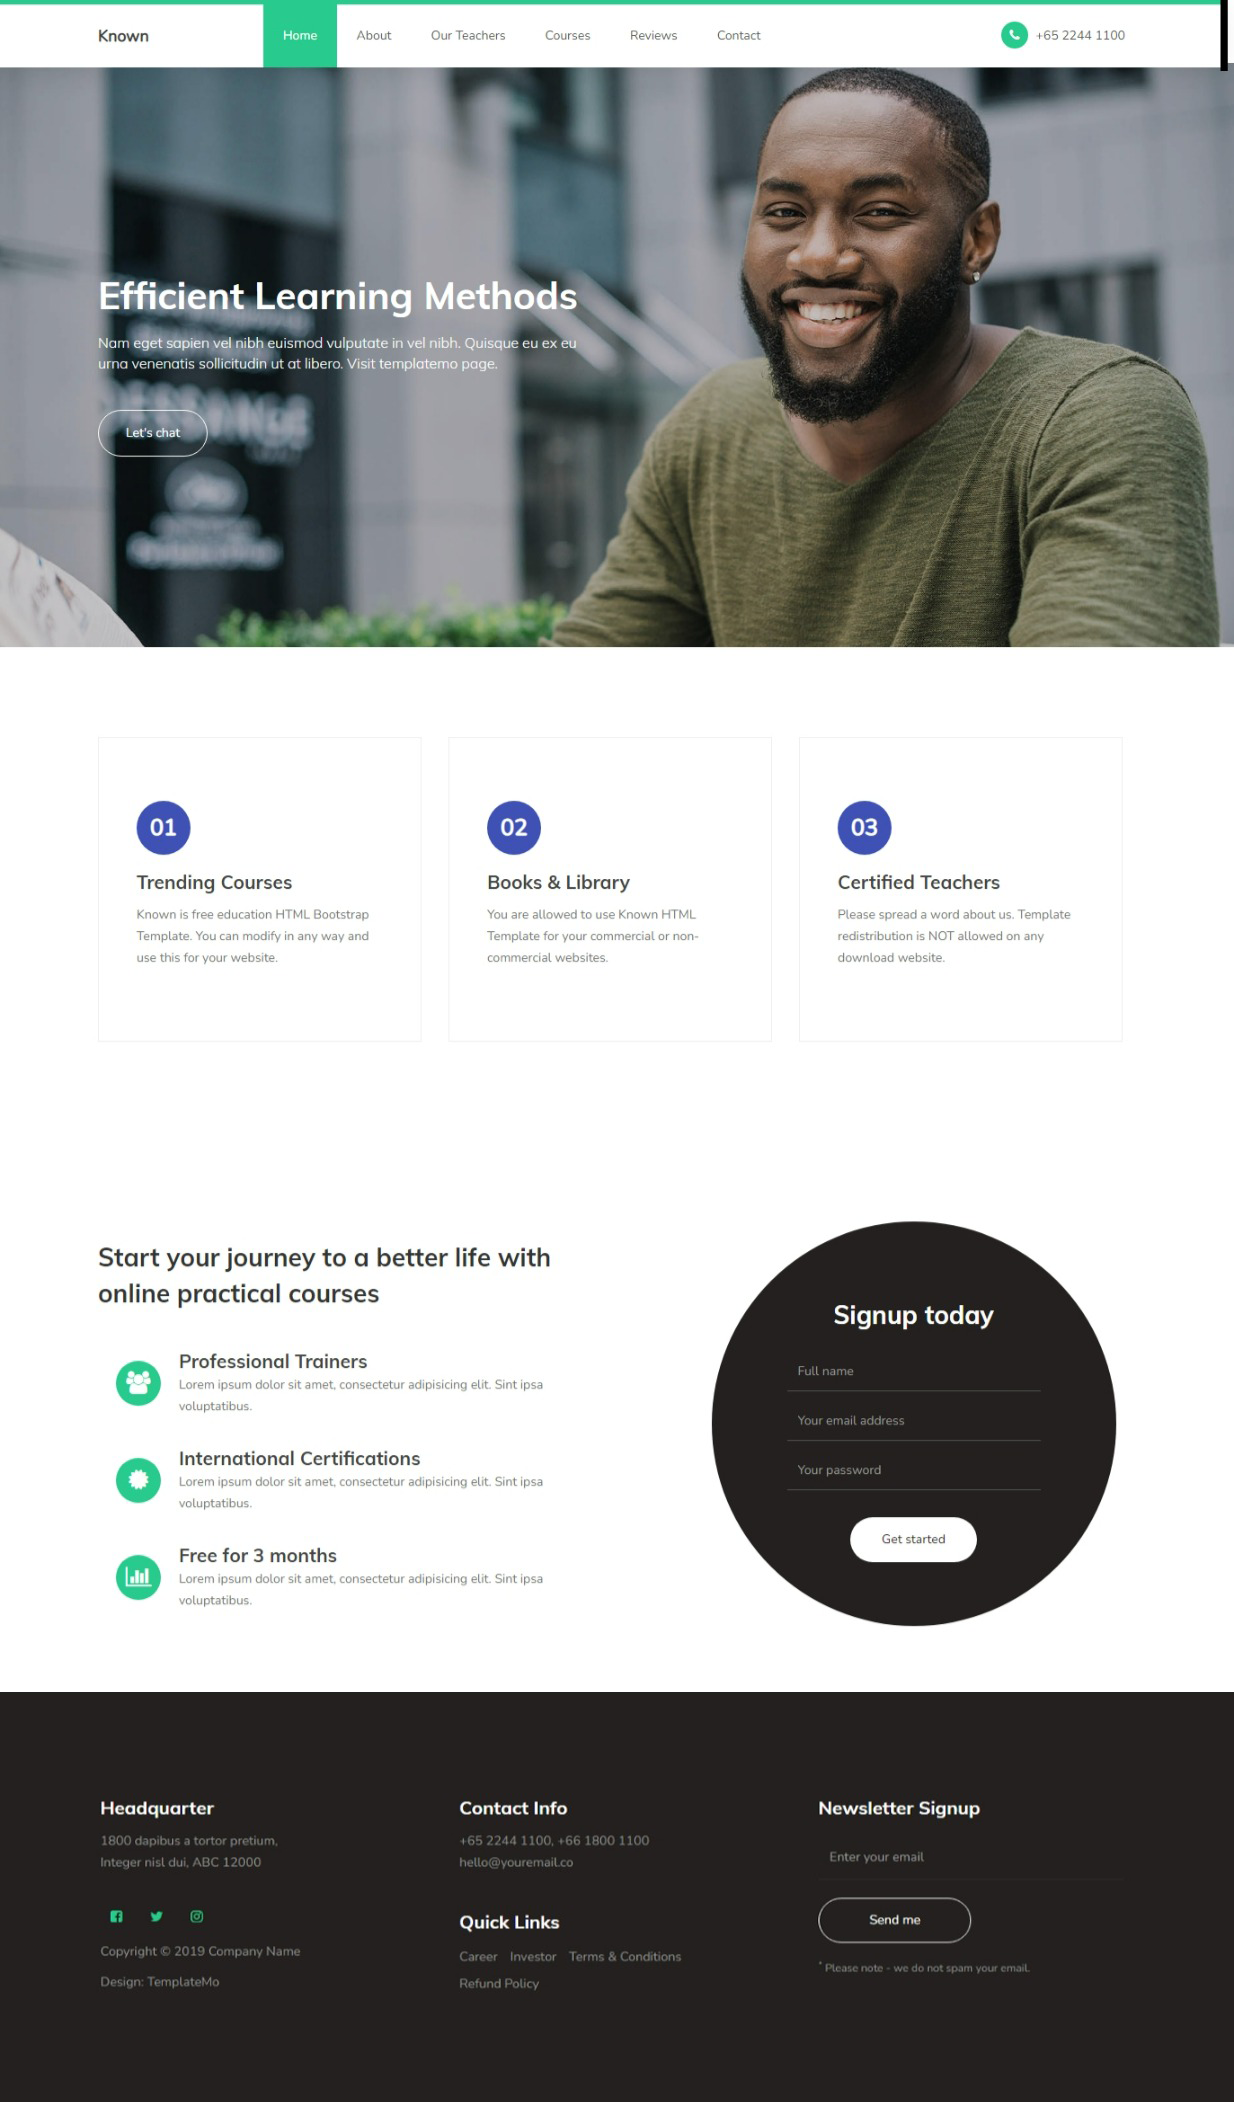 Known
Home
About
Our Teachers
Courses
Reviews
Contact
+65 2244 1100
Efficient Learning Methods
Nam eget sapien vel nibh euismod vulputate in vel nibh. Quisque eu ex eu
urna venenatis sollicitudin ut at libero. Visit templatemo page.
Let's chat
01
Trending Courses
Known is free education HTML Bootstrap
Template. You can modify in any way and
use this for your website.
02
Books & Library
You are allowed to use Known HTML
Template for your commercial or non-
commercial websites.
03
Certified Teachers
Please spread a word about us. Template
redistribution is NOT allowed on any
download website.
Start your journey to a better life with
online practical courses
Professional Trainers
Lorem ipsum dolor sit amet, consectetur adipisicing elit. Sint ipsa
voluptatibus.
International Certifications
Lorem ipsum dolor sit amet, consectetur adipisicing elit. Sint ipsa
voluptatibus.
Free for 3 months
Lorem ipsum dolor sit amet, consectetur adipisicing elit. Sint ipsa
voluptatibus.
Signup today
Full name
Your email address
Your password
Get started
Headquarter
1800 dapibus a tortor pretium,
Integer nisl dui, ABC 12000
Copyright © 2019 Company Name
Design: TemplateMo
Contact Info
+65 2244 1100, +66 1800 1100
hello@youremail.co
Quick Links
Career Investor Terms & Conditions
Refund Policy
Newsletter Signup
Enter your email
Send me
* Please note - we do not spam your email.